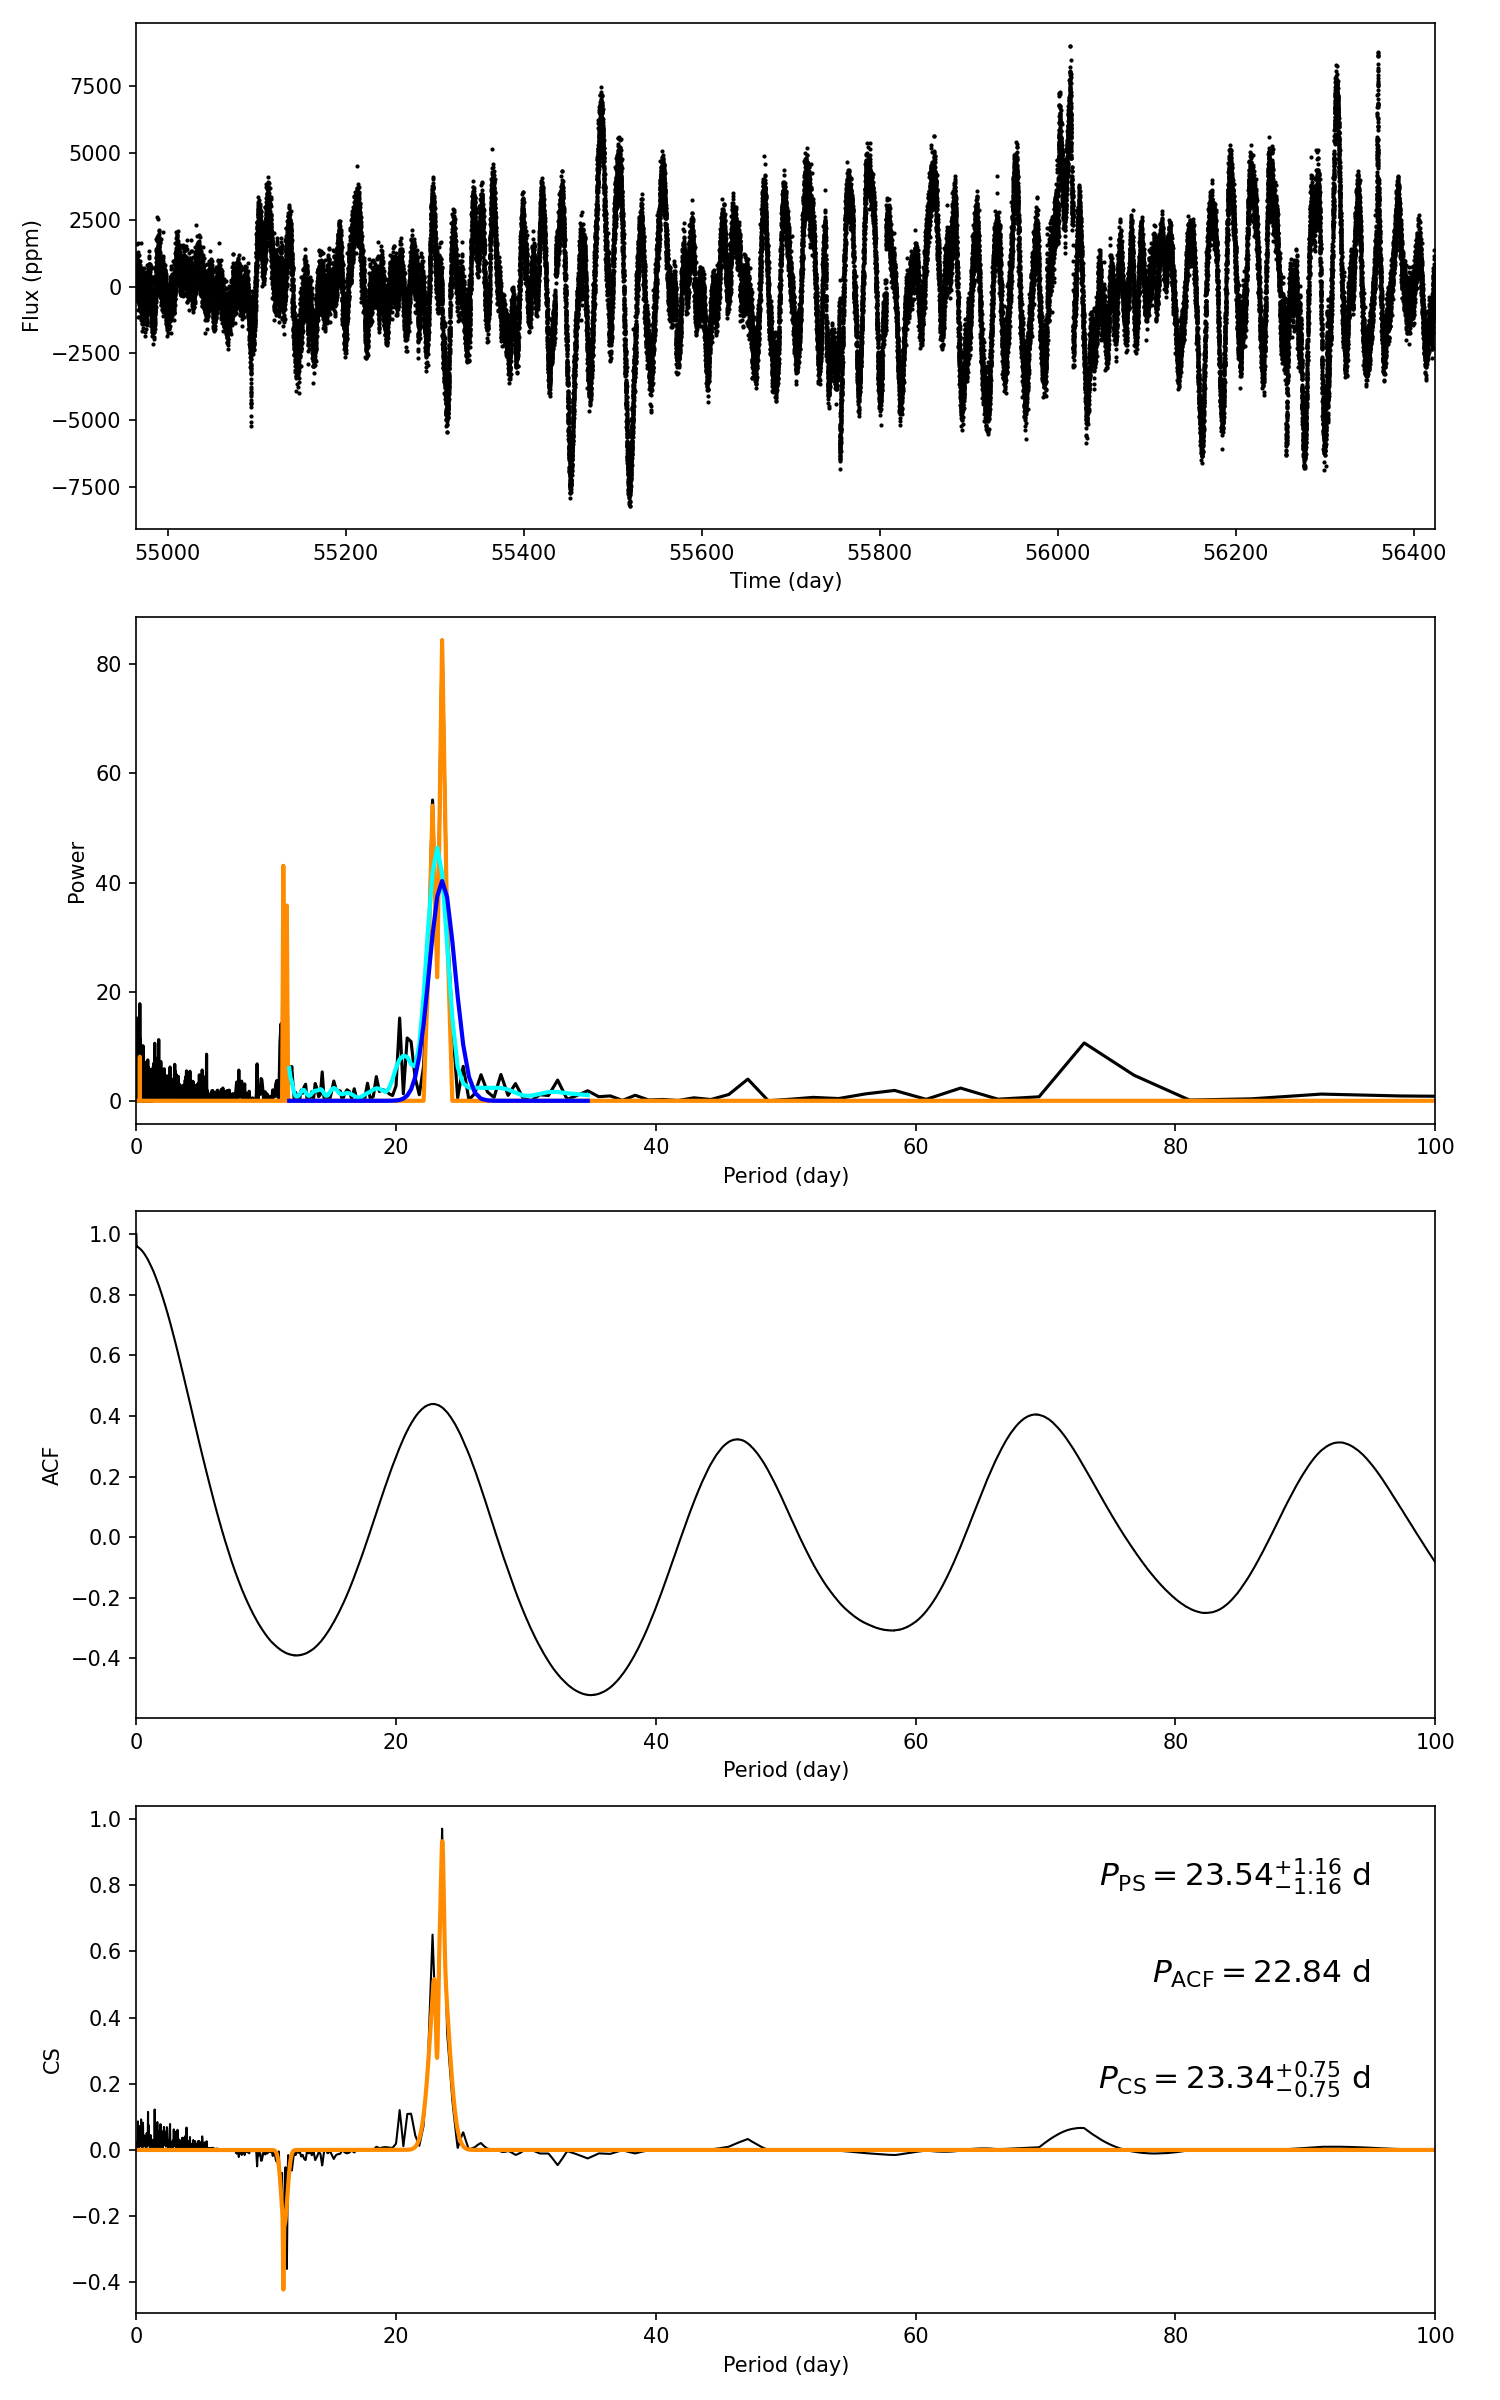 7500
5000
2500
0
−2500
−5000
−7500
Flux (ppm)
55000 55200 55400 55600 55800 56000 56200 56400
Time (day)
80
60
40
20
0
Power
0 20 40 60 80 100
Period (day)
1.0
0.8
0.6
0.4
0.2
0.0
−0.2
−0.4
ACF
0 20 40 60 80 100
Period (day)
1.0
0.8
0.6
0.4
0.2
0.0
−0.2
−0.4
CS
P_PS = 23.54^{+1.16}_{−1.16} d
P_ACF = 22.84 d
P_CS = 23.34^{+0.75}_{−0.75} d
0 20 40 60 80 100
Period (day)